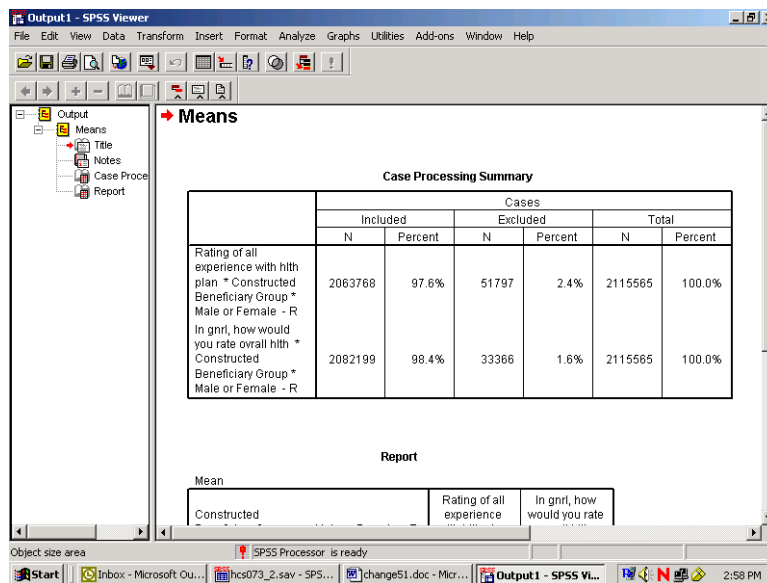 Output1 - SPSS Viewer
File Edit View Data Transform Insert Format Analyze Graphs Utilities Add-ons Window Help
Output
Means
Title
Notes
Case Proce
Report
Means
Case Processing Summary
Cases
Included Excluded Total
N Percent N Percent N Percent
Rating of all
experience with hlth
plan * Constructed
Beneficiary Group *
Male or Female - R
2063768 97.6% 51797 2.4% 2115565 100.0%
In gnrl, how would
you rate ovrall hlth *
Constructed
Beneficiary Group *
Male or Female - R
2082199 98.4% 33366 1.6% 2115565 100.0%
Report
Mean
Rating of all In gnrl, how
Constructed experience would you rate
Object size area SPSS Processor is ready
Start Inbox - Microsoft Ou... hcs073_2.sav - SPS... change51.doc - Micr... Output1 - SPSS Vi... N 2:58 PM